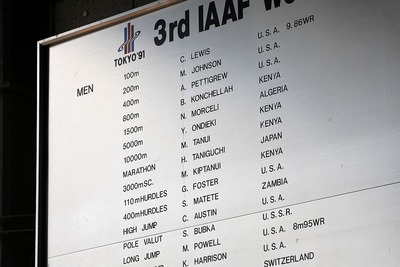 TOKYO'91
3rd IAAF Wo
MEN
100m C. LEWIS U.S.A. 9.86WR
200m M. JOHNSON U.S.A.
400m A. PETTIGREW U.S.A.
800m B. KONCHELLAH KENYA
1500m N. MORCELI ALGERIA
5000m Y. ONDIEKI KENYA
10000m M. TANUI KENYA
MARATHON H. TANIGUCHI JAPAN
3000mSC. M. KIPTANUI KENYA
110mHURDLES G. FOSTER U.S.A.
400mHURDLES S. MATETE ZAMBIA
HIGH JUMP C. AUSTIN U.S.A.
POLE VALUT S. BUBKA U.S.S.R.
LONG JUMP M. POWELL U.S.A. 8m95WR
K. HARRISON U.S.A.
SWITZERLAND